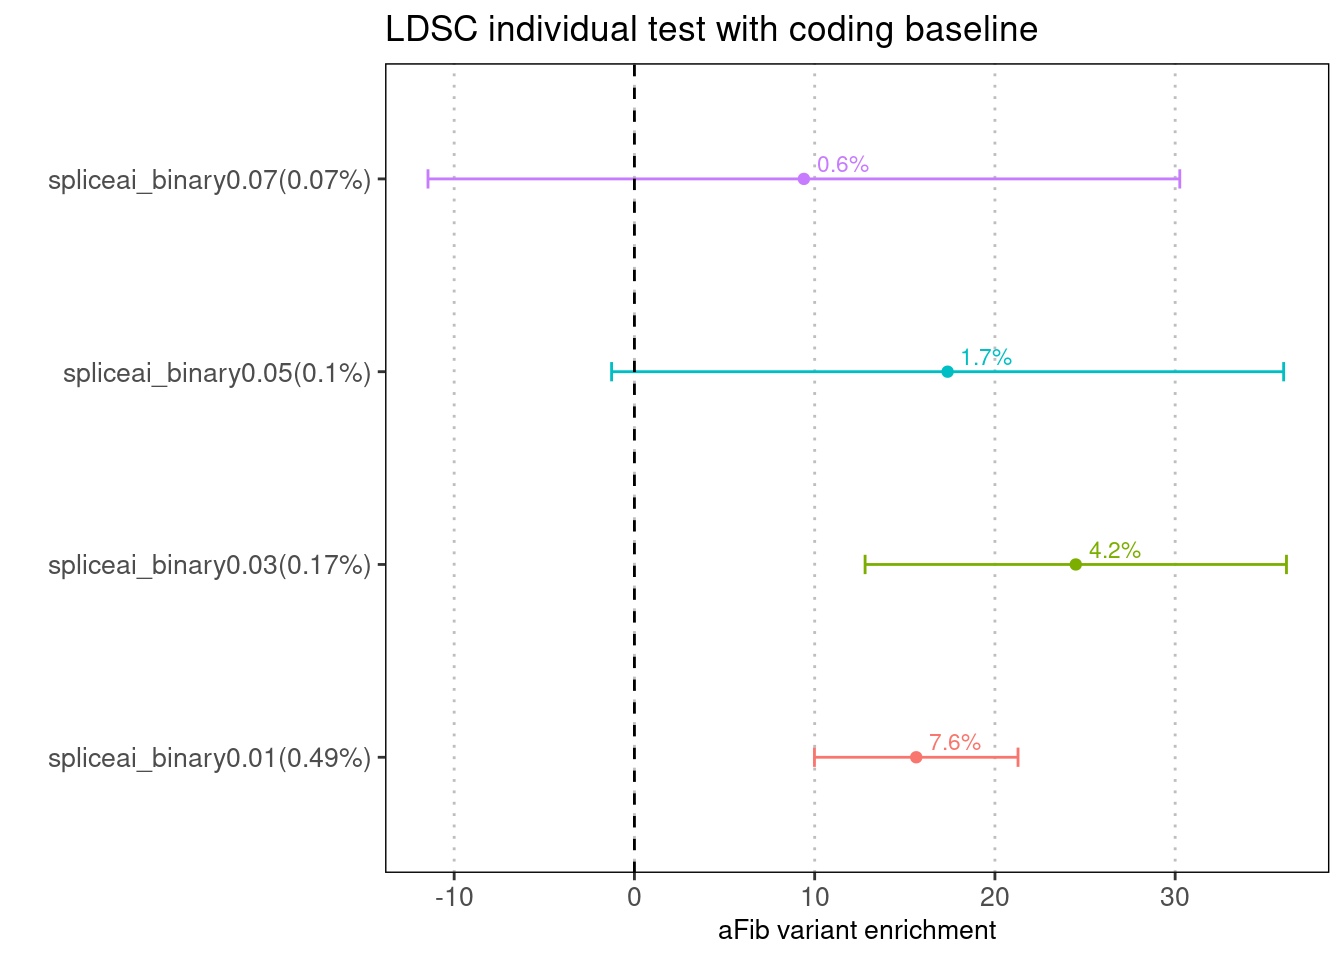 LDSC individual test with coding baseline
spliceai_binary0.07(0.07%)
0.6%
spliceai_binary0.05(0.1%)
1.7%
spliceai_binary0.03(0.17%)
4.2%
spliceai_binary0.01(0.49%)
7.6%
-10 0 10 20 30
aFib variant enrichment